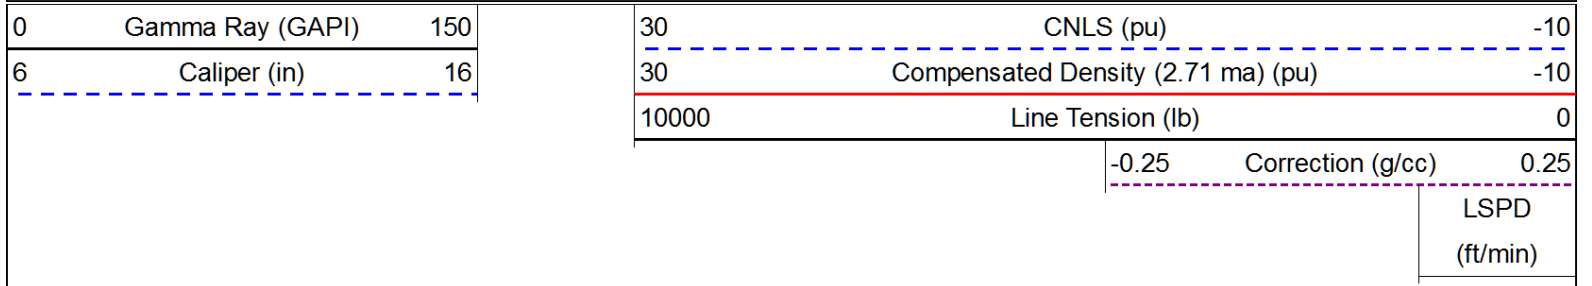 0 Gamma Ray (GAPI) 150 30 CNLS (pu) -10
6 Caliper (in) 16 30 Compensated Density (2.71 ma) (pu) -10
10000 Line Tension (lb) 0
-0.25 Correction (g/cc) 0.25
LSPD
(ft/min)